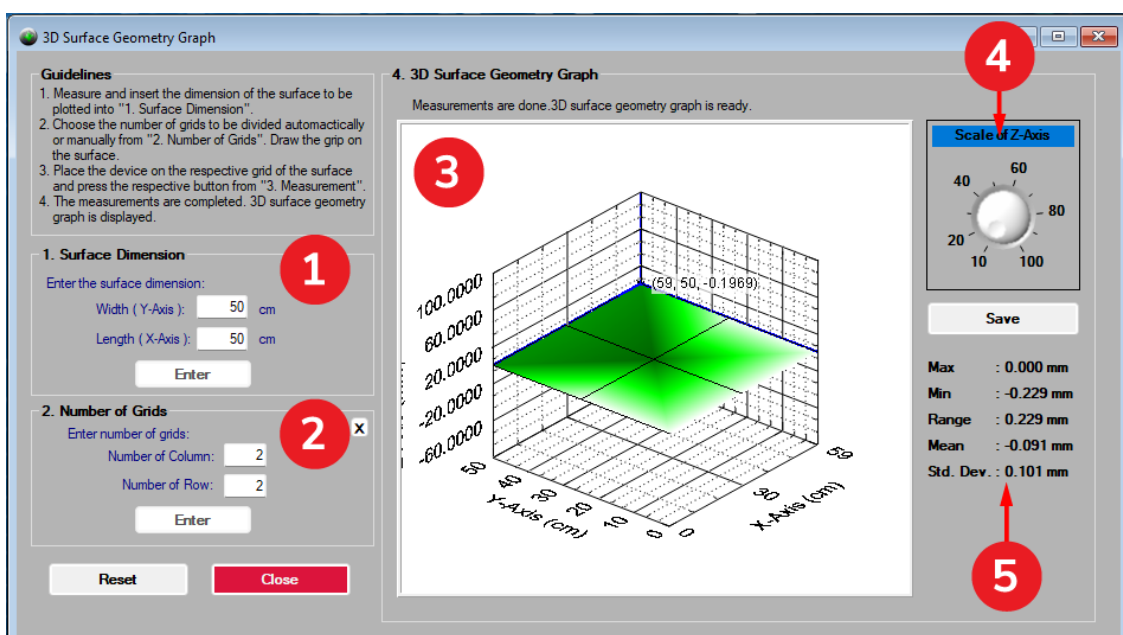 3D Surface Geometry Graph
Guidelines
1. Measure and insert the dimension of the surface to be
plotted into "1. Surface Dimension".
2. Choose the number of grids to be divided automactically
or manually from "2. Number of Grids". Draw the grip on
the surface.
3. Place the device on the respective grid of the surface
and press the respective button from "3. Measurement".
4. The measurements are completed. 3D surface geometry
graph is displayed.
1. Surface Dimension
1
Enter the surface dimension:
Width ( Y-Axis ): 50 cm
Length ( X-Axis ): 50 cm
Enter
2. Number of Grids
2
X
Enter number of grids:
Number of Column: 2
Number of Row: 2
Enter
Reset
Close
4. 3D Surface Geometry Graph
Measurements are done.3D surface geometry graph is ready.
3
(59, 50, -0.1969)
100.0000
60.0000
20.0000
-20.0000
-60.0000
50
40
30
20
10
0
Y-Axis (cm)
0
30
59
X-Axis (cm)
4
Scale of Z-Axis
10
20
40
60
80
100
Save
Max : 0.000 mm
Min : -0.229 mm
Range : 0.229 mm
Mean : -0.091 mm
Std. Dev. : 0.101 mm
5